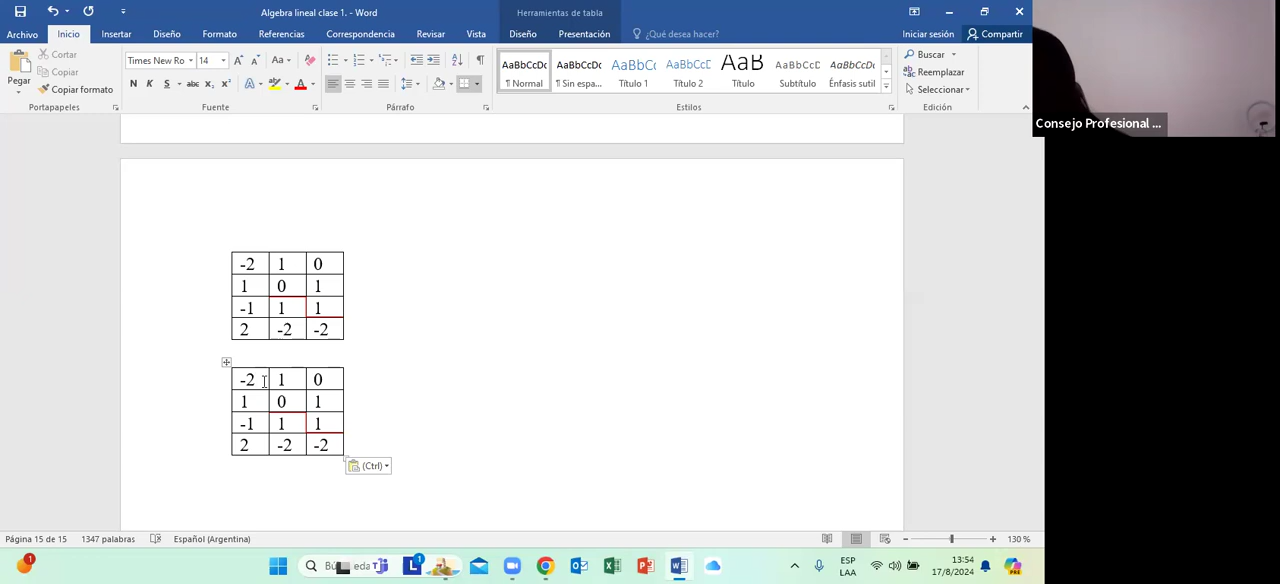 Algebra lineal clase 1. - Word
Herramientas de tabla
Archivo Inicio Insertar Diseño Formato Referencias Correspondencia Revisar Vista Diseño Presentación ¿Qué desea hacer? Iniciar sesión Compartir
Pegar
Cortar
Copiar
Copiar formato
Portapapeles
Times New Ro 14
Aa
N K S abc x₂ x² A A
Fuente
Párrafo
AaBbCcDc AaBbCcDc AaBbCc AaBbCcC AaB AaBbCcD AaBbCcDc
¶ Normal ¶ Sin espa... Título 1 Título 2 Título Subtítulo Énfasis sutil
Estilos
Buscar
Reemplazar
Seleccionar
Edición
Consejo Profesional ...
-2 1 0
1 0 1
-1 1 1
2 -2 -2
-2 1 0
1 0 1
-1 1 1
2 -2 -2
(Ctrl)
Página 15 de 15 1347 palabras Español (Argentina) 130 %
ESP
LAA
13:54
17/8/2024